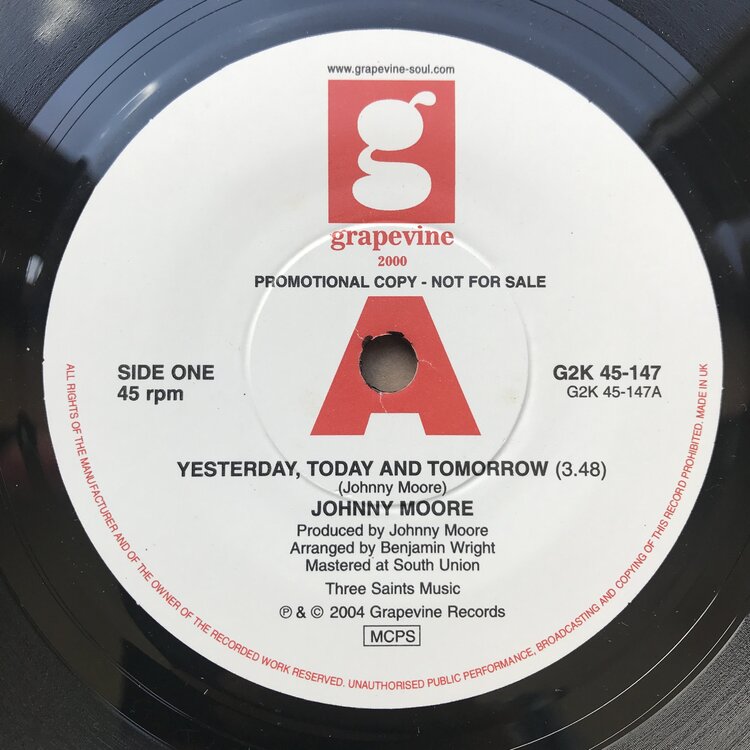 www.grapevine-soul.com
g
grapevine
2000
PROMOTIONAL COPY - NOT FOR SALE
A
SIDE ONE
45 rpm
G2K 45-147
G2K 45-147A
YESTERDAY, TODAY AND TOMORROW (3.48)
(Johnny Moore)
JOHNNY MOORE
Produced by Johnny Moore
Arranged by Benjamin Wright
Mastered at South Union
Three Saints Music
℗ & © 2004 Grapevine Records
MCPS
ALL RIGHTS OF THE MANUFACTURER AND OF THE OWNER OF THE RECORDED WORK RESERVED. UNAUTHORISED PUBLIC PERFORMANCE, BROADCASTING AND COPYING OF THIS RECORD PROHIBITED. MADE IN UK